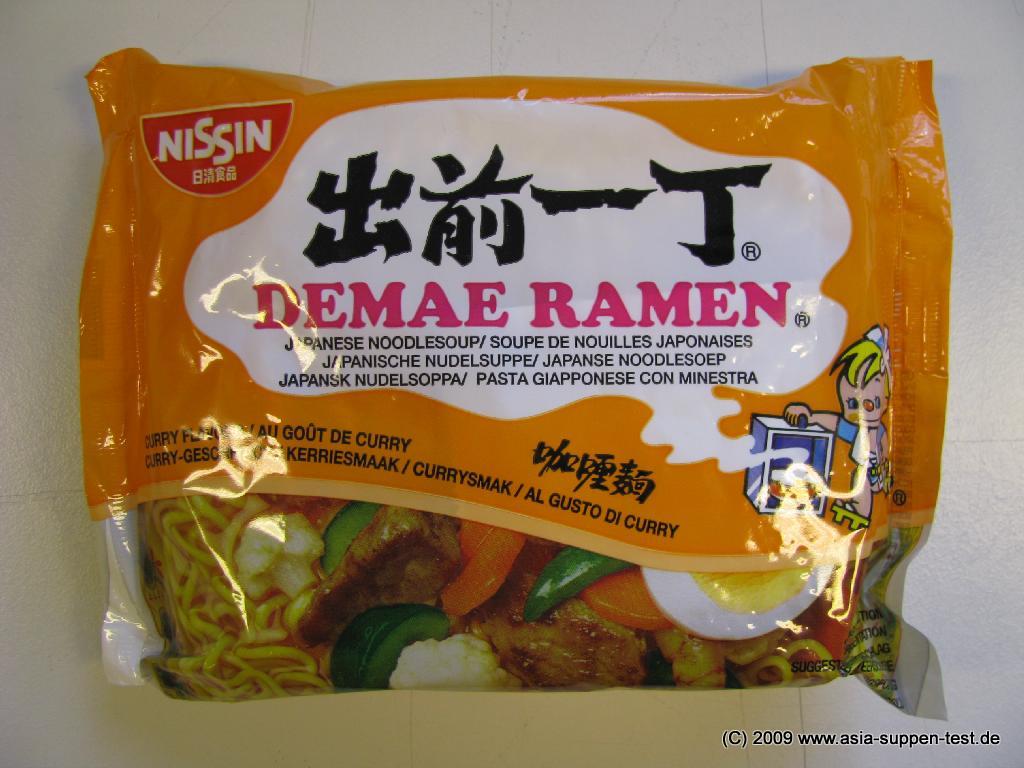 NISSIN
日清食品
出前一丁®
DEMAE RAMEN®
JAPANESE NOODLESOUP/ SOUPE DE NOUILLES JAPONAISES
JAPANISCHE NUDELSUPPE/ JAPANSE NOODLESOEP
JAPANSK NUDELSOPPA/ PASTA GIAPPONESE CON MINESTRA
CURRY / AU GOÛT DE CURRY
KERRIESMAAK / CURRYSMAK / AL GUSTO DI CURRY
咖喱麵
®
(C) 2009 www.asia-suppen-test.de